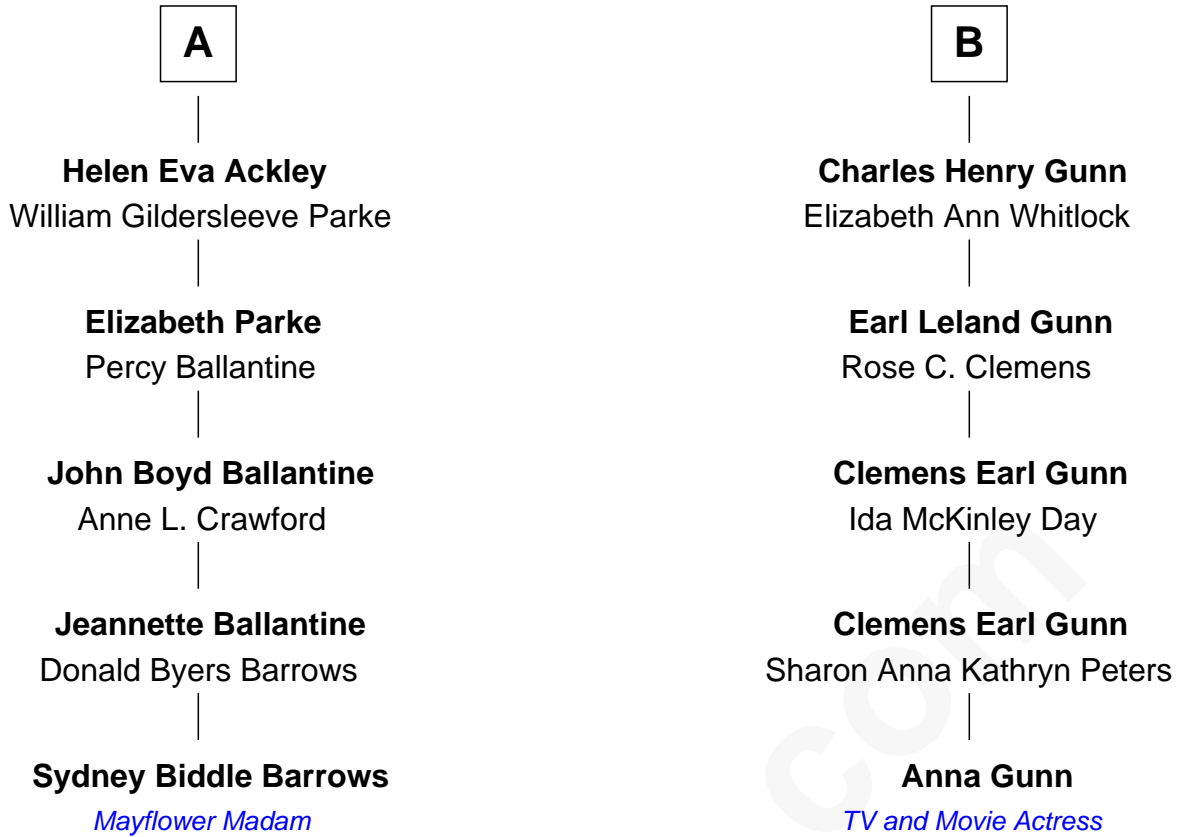 A
Helen Eva Ackley
William Gildersleeve Parke
Elizabeth Parke
Percy Ballantine
John Boyd Ballantine
Anne L. Crawford
Jeannette Ballantine
Donald Byers Barrows
Sydney Biddle Barrows
Mayflower Madam
B
Charles Henry Gunn
Elizabeth Ann Whitlock
Earl Leland Gunn
Rose C. Clemens
Clemens Earl Gunn
Ida McKinley Day
Clemens Earl Gunn
Sharon Anna Kathryn Peters
Anna Gunn
TV and Movie Actress
com